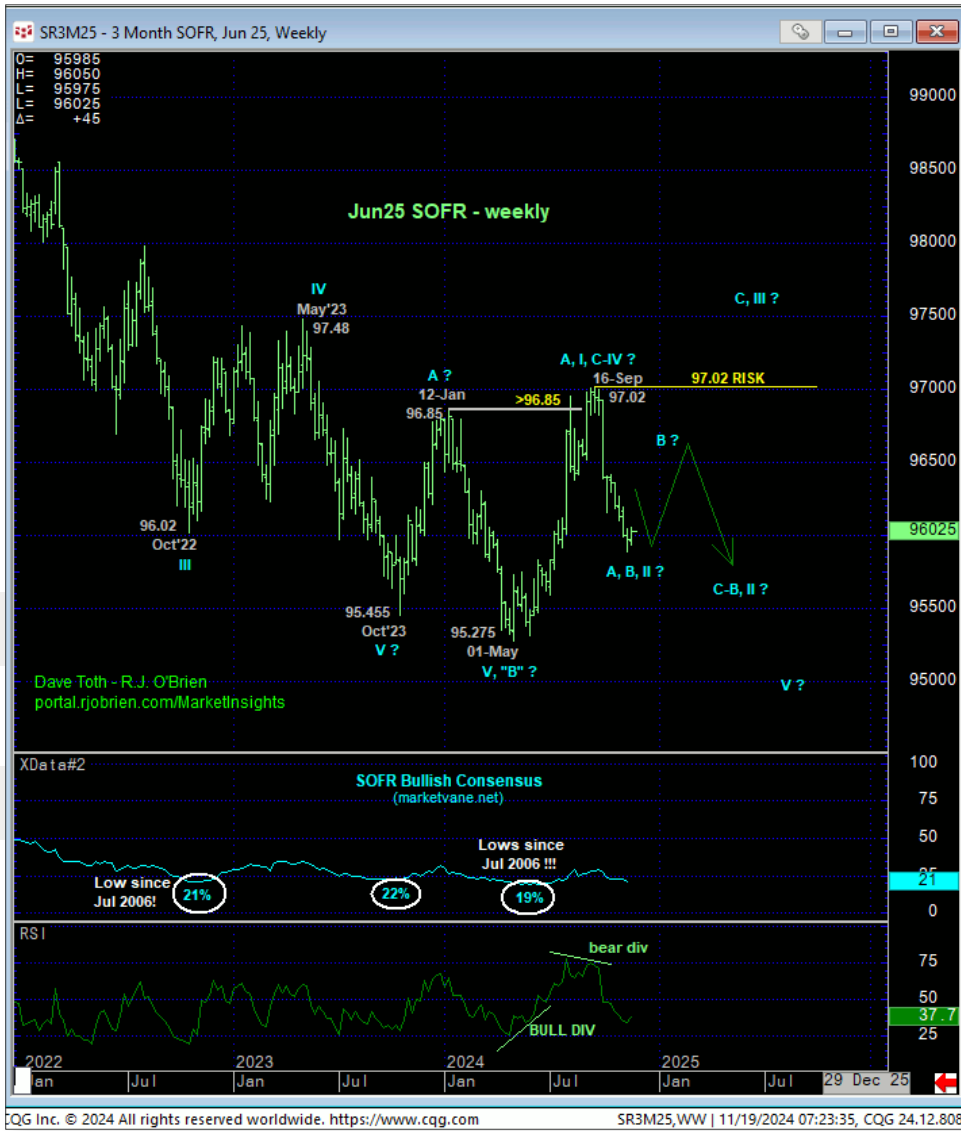 SR3M25 - 3 Month SOFR, Jun 25, Weekly
O= 95985
H= 96050
L= 95975
L= 96025
Δ= +45
99000
98500
98000
97500
97000
96500
96025
95500
95000
Jun25 SOFR - weekly
IV
May'23
97.48
C, III ?
A ?
12-Jan
96.85
>96.85
A, I, C-IV ?
16-Sep
97.02
97.02 RISK
B ?
96.02
Oct'22
III
A, B, II ?
C-B, II ?
95.455
Oct'23
V ?
95.275
01-May
V, "B" ?
V ?
Dave Toth - R.J. O'Brien
portal.rjobrien.com/MarketInsights
XData#2
SOFR Bullish Consensus
(marketvane.net)
100
75
50
21
0
Low since
Jul 2006!
21%
22%
Lows since
Jul 2006 !!!
19%
RSI
bear div
BULL DIV
75
50
37.7
25
2022 2023 2024 2025
Jan Jul Jan Jul Jan Jul Jan Jul 29 Dec 25
CQG Inc. © 2024 All rights reserved worldwide. https://www.cqg.com
SR3M25,WW | 11/19/2024 07:23:35, CQG 24.12.808